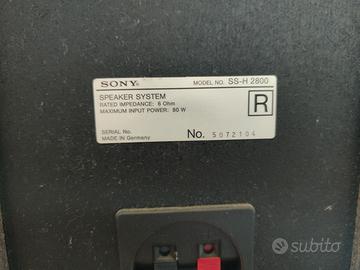 SONY® MODEL NO. SS-H 2800
SPEAKER SYSTEM
RATED IMPEDANCE: 6 Ohm
MAXIMUM INPUT POWER: 80 W
R
SERIAL No.
MADE IN Germany
No. 5072104
subito